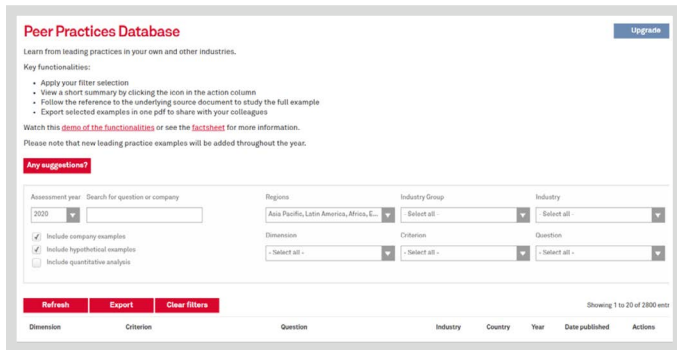 Peer Practices Database
Upgrade
Learn from leading practices in your own and other industries.
Key functionalities:
• Apply your filter selection
• View a short summary by clicking the icon in the action column
• Follow the reference to the underlying source document to study the full example
• Export selected examples in one pdf to share with your colleagues
Watch this demo of the functionalities or see the factsheet for more information.
Please note that new leading practice examples will be added throughout the year.
Any suggestions?
Assessment year Search for question or company Regions Industry Group Industry
2020 Asia Pacific, Latin America, Africa, E... - Select all - - Select all -
Include company examples Dimension Criterion Question
Include hypothetical examples - Select all - - Select all - - Select all -
Include quantitative analysis
Refresh Export Clear filters Showing 1 to 20 of 2800 entr
Dimension Criterion Question Industry Country Year Date published Actions